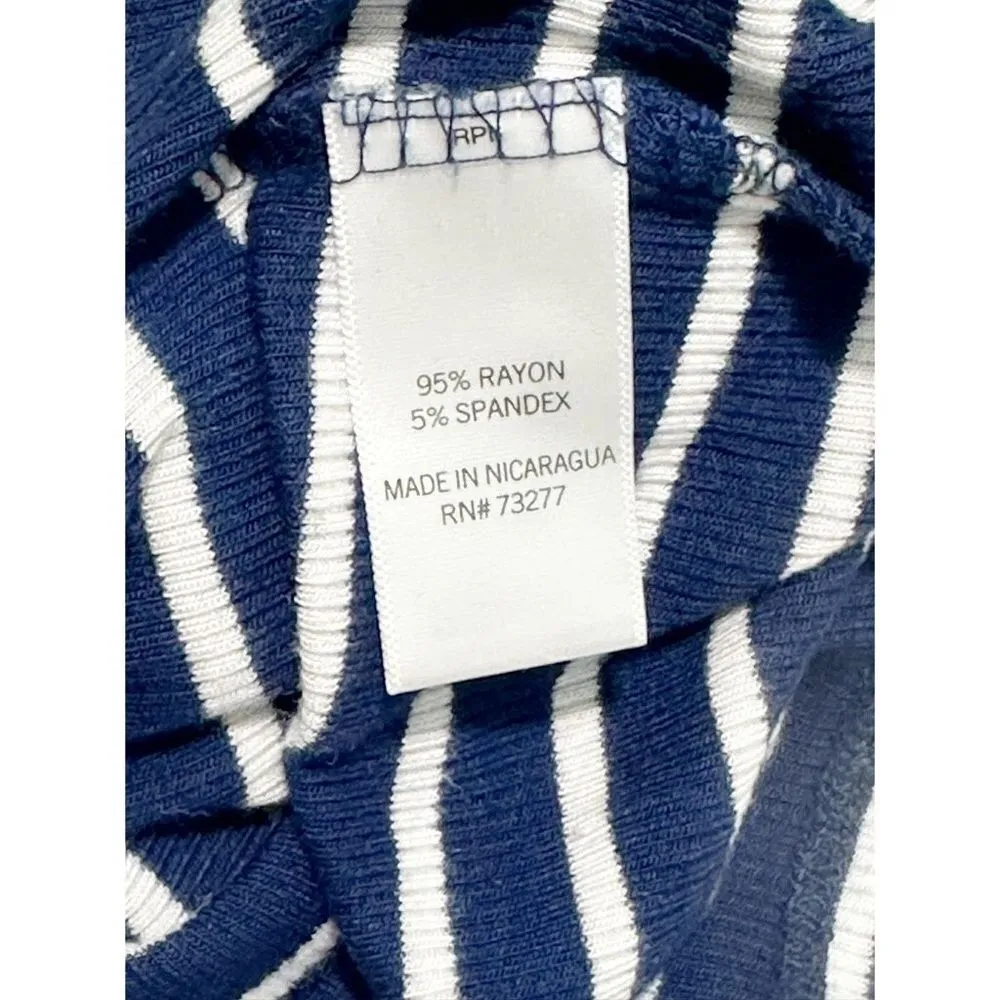 95% RAYON
5% SPANDEX
MADE IN NICARAGUA
RN# 73277